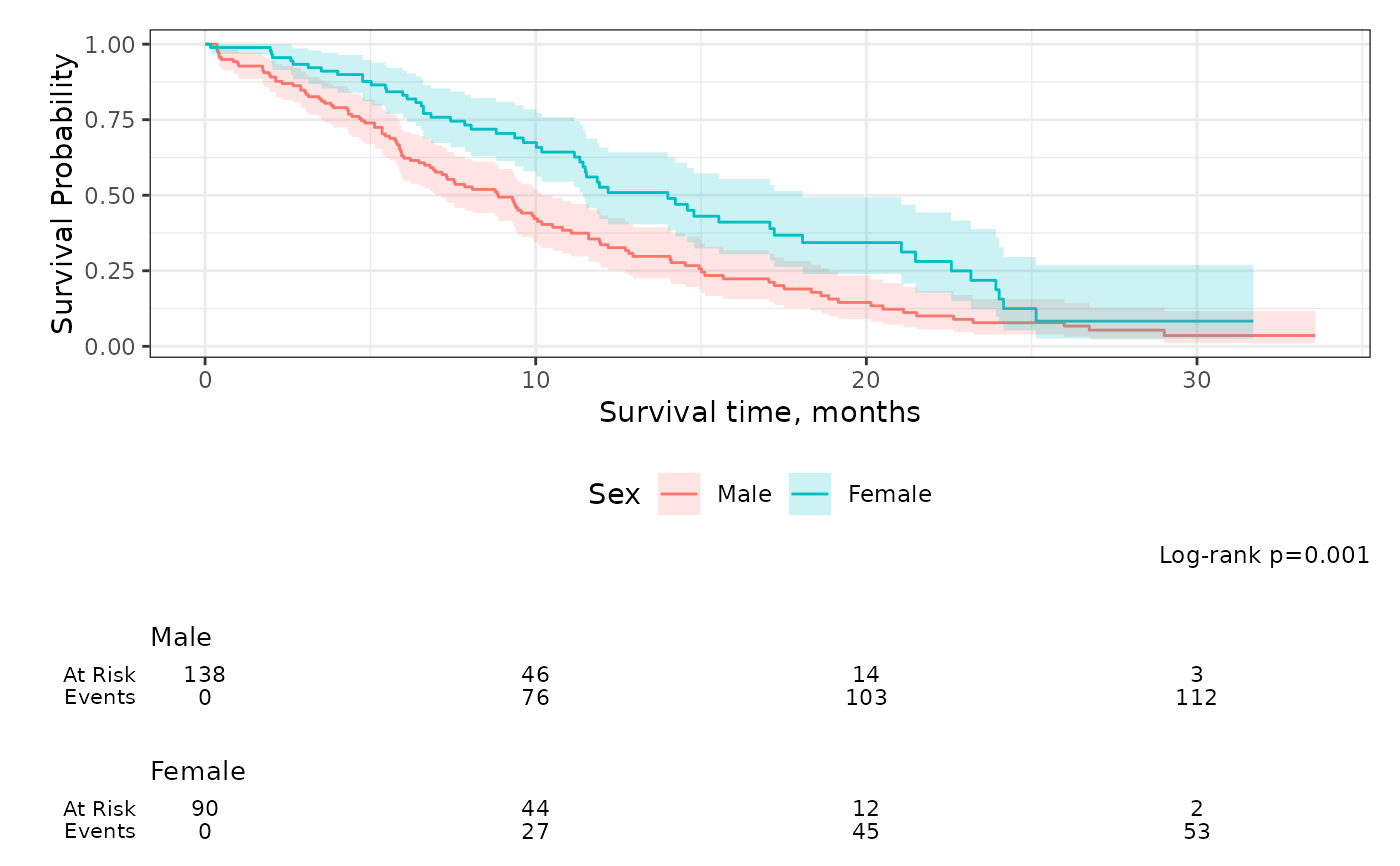 1.00
0.75
0.50
0.25
0.00
Survival Probability
0 10 20 30
Survival time, months
Sex Male Female
Log-rank p=0.001
Male
At Risk 138 46 14 3
Events 0 76 103 112
Female
At Risk 90 44 12 2
Events 0 27 45 53